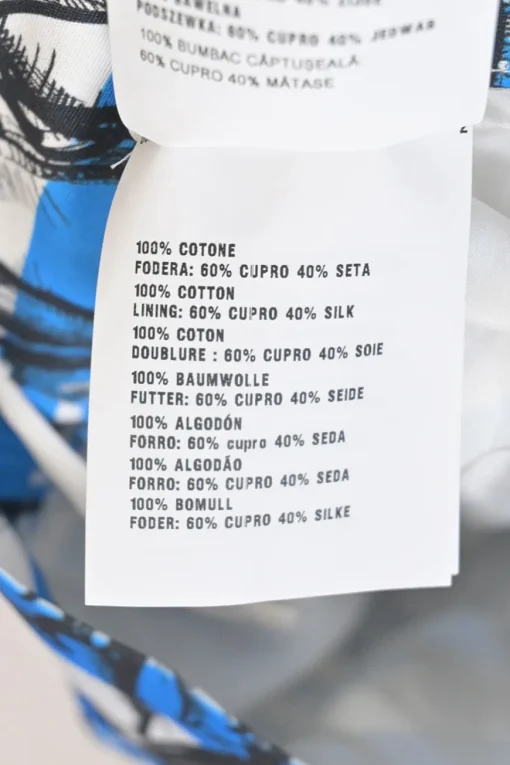 PODSZEWKA: 60% CUPRO 40% JEDWAB
100% BUMBAC CĂPTUŞEALĂ:
60% CUPRO 40% MĂTASE
100% COTONE
FODERA: 60% CUPRO 40% SETA
100% COTTON
LINING: 60% CUPRO 40% SILK
100% COTON
DOUBLURE : 60% CUPRO 40% SOIE
100% BAUMWOLLE
FUTTER: 60% CUPRO 40% SEIDE
100% ALGODÓN
FORRO: 60% cupro 40% SEDA
100% ALGODÃO
FORRO: 60% CUPRO 40% SEDA
100% BOMULL
FODER: 60% CUPRO 40% SILKE